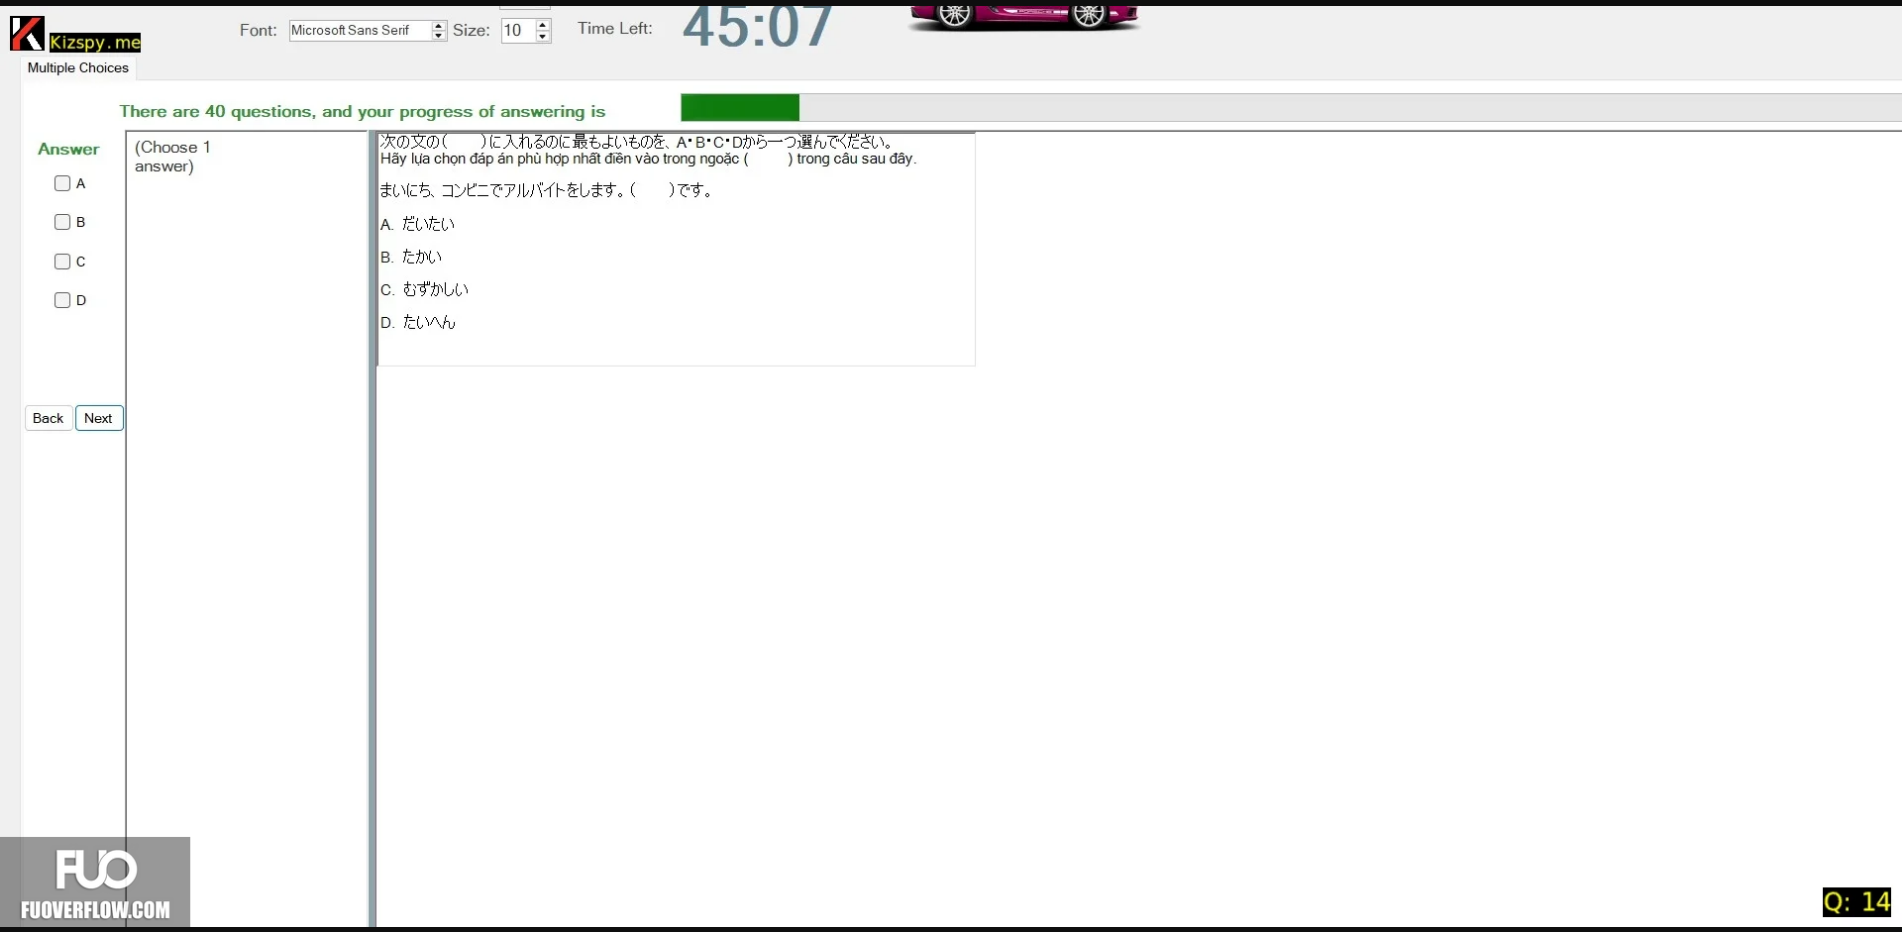 Kizspy.me
Font: Microsoft Sans Serif Size: 10 Time Left: 45:07
Multiple Choices
There are 40 questions, and your progress of answering is
Answer
A
B
C
D
Back Next
(Choose 1
answer)
次の文の(　　)に入れるのに最もよいものを、A・B・C・Dから一つ選んでください。
Hãy lựa chọn đáp án phù hợp nhất điền vào trong ngoặc (　　) trong câu sau đây.
まいにち、コンビニでアルバイトをします。(　　)です。
A. だいたい
B. たかい
C. むずかしい
D. たいへん
FUO
FUOVERFLOW.COM
Q: 14